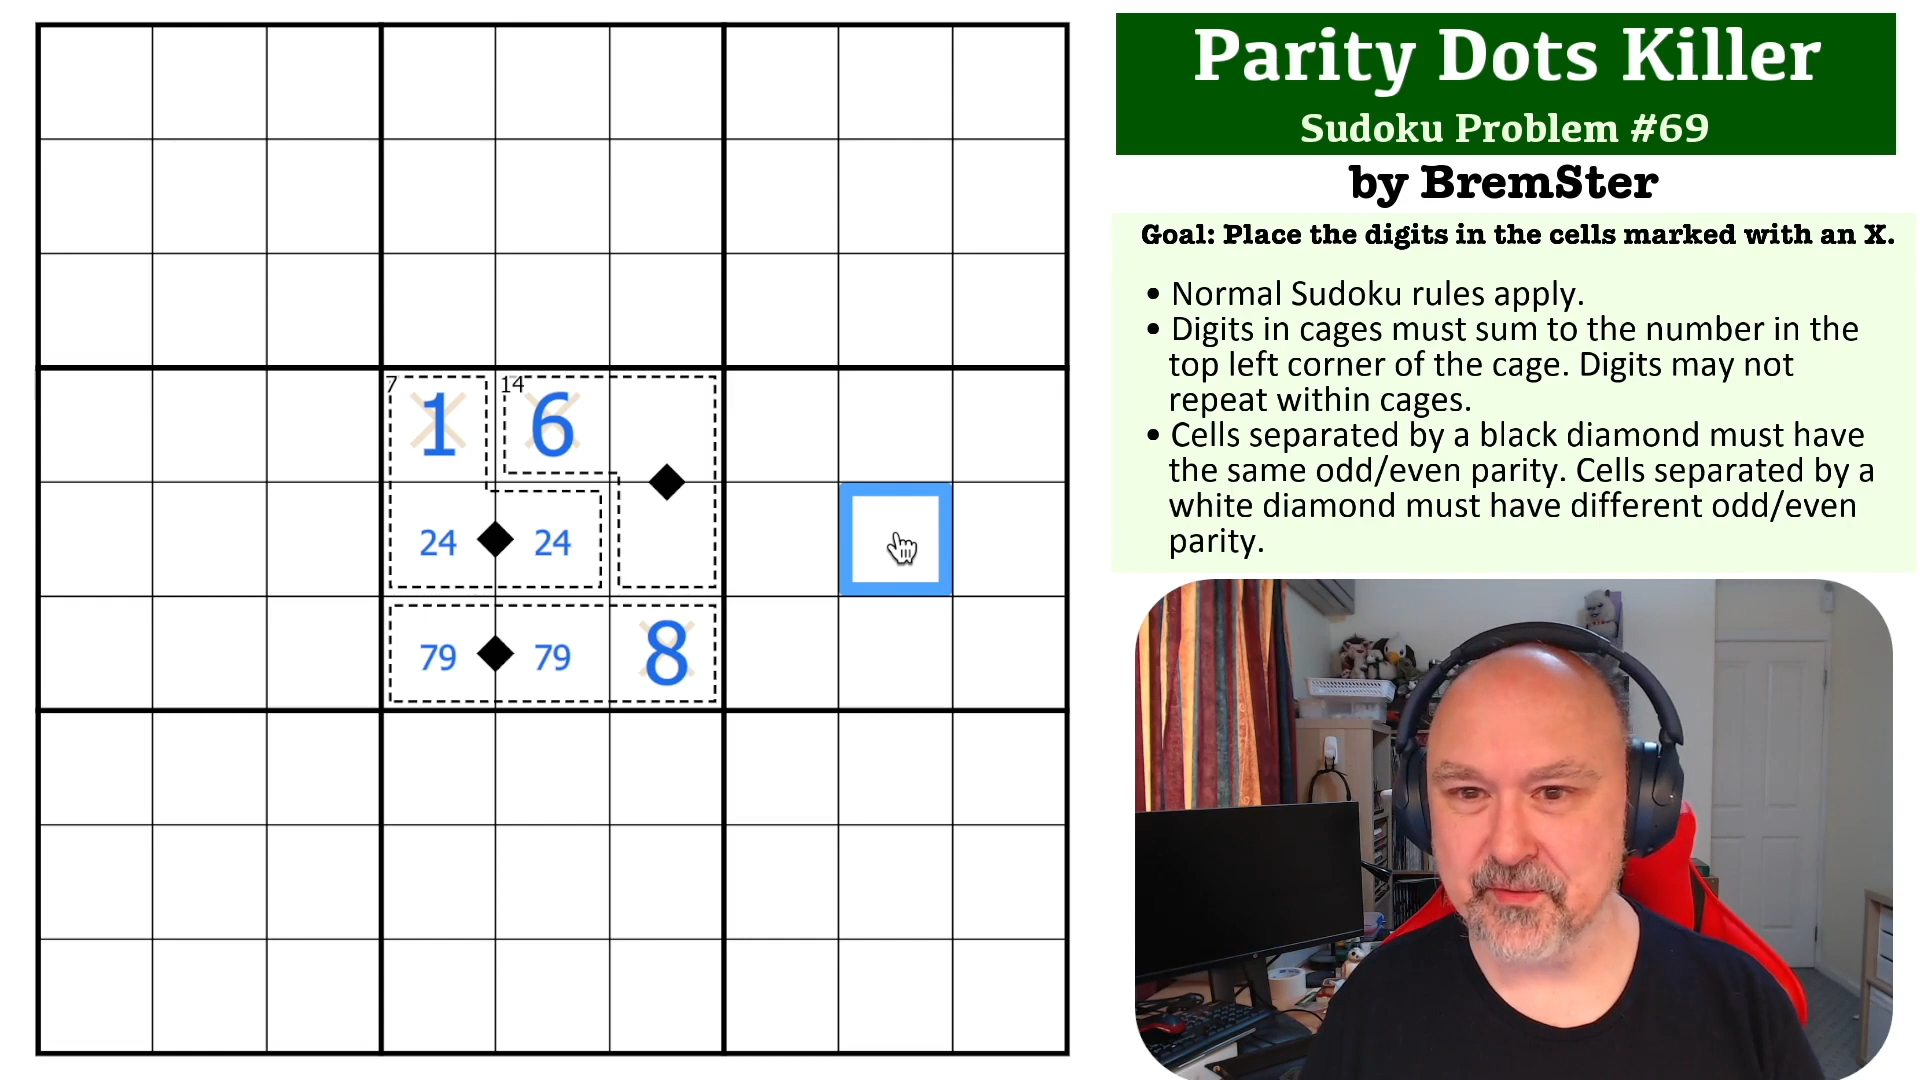 Parity Dots Killer
Sudoku Problem #69
by BremSter
Goal: Place the digits in the cells marked with an X.
• Normal Sudoku rules apply.
• Digits in cages must sum to the number in the
top left corner of the cage. Digits may not
repeat within cages.
• Cells separated by a black diamond must have
the same odd/even parity. Cells separated by a
white diamond must have different odd/even
parity.
7 14
1 6
24 24
79 79 8